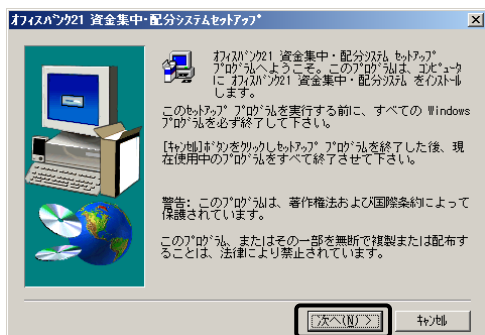 ｵﾌｨｽﾊﾞﾝｸ21 資金集中・配分ｼｽﾃﾑｾｯﾄｱｯﾌﾟ
ｵﾌｨｽﾊﾞﾝｸ21 資金集中・配分ｼｽﾃﾑ ｾｯﾄｱｯﾌﾟ
ﾌﾟﾛｸﾞﾗﾑへようこそ。このﾌﾟﾛｸﾞﾗﾑは、ｺﾝﾋﾟｭｰﾀ
に ｵﾌｨｽﾊﾞﾝｸ21 資金集中・配分ｼｽﾃﾑ をｲﾝｽﾄｰﾙ
します。
このｾｯﾄｱｯﾌﾟ ﾌﾟﾛｸﾞﾗﾑを実行する前に、すべての Windows
ﾌﾟﾛｸﾞﾗﾑを必ず終了して下さい。
[ｷｬﾝｾﾙ]ﾎﾞﾀﾝをｸﾘｯｸしｾｯﾄｱｯﾌﾟ ﾌﾟﾛｸﾞﾗﾑを終了した後、現
在使用中のﾌﾟﾛｸﾞﾗﾑをすべて終了させて下さい。
警告: このﾌﾟﾛｸﾞﾗﾑは、著作権法および国際条約によって
保護されています。
このﾌﾟﾛｸﾞﾗﾑ、またはその一部を無断で複製または配布す
ることは、法律により禁止されています。
次へ(N) >
ｷｬﾝｾﾙ